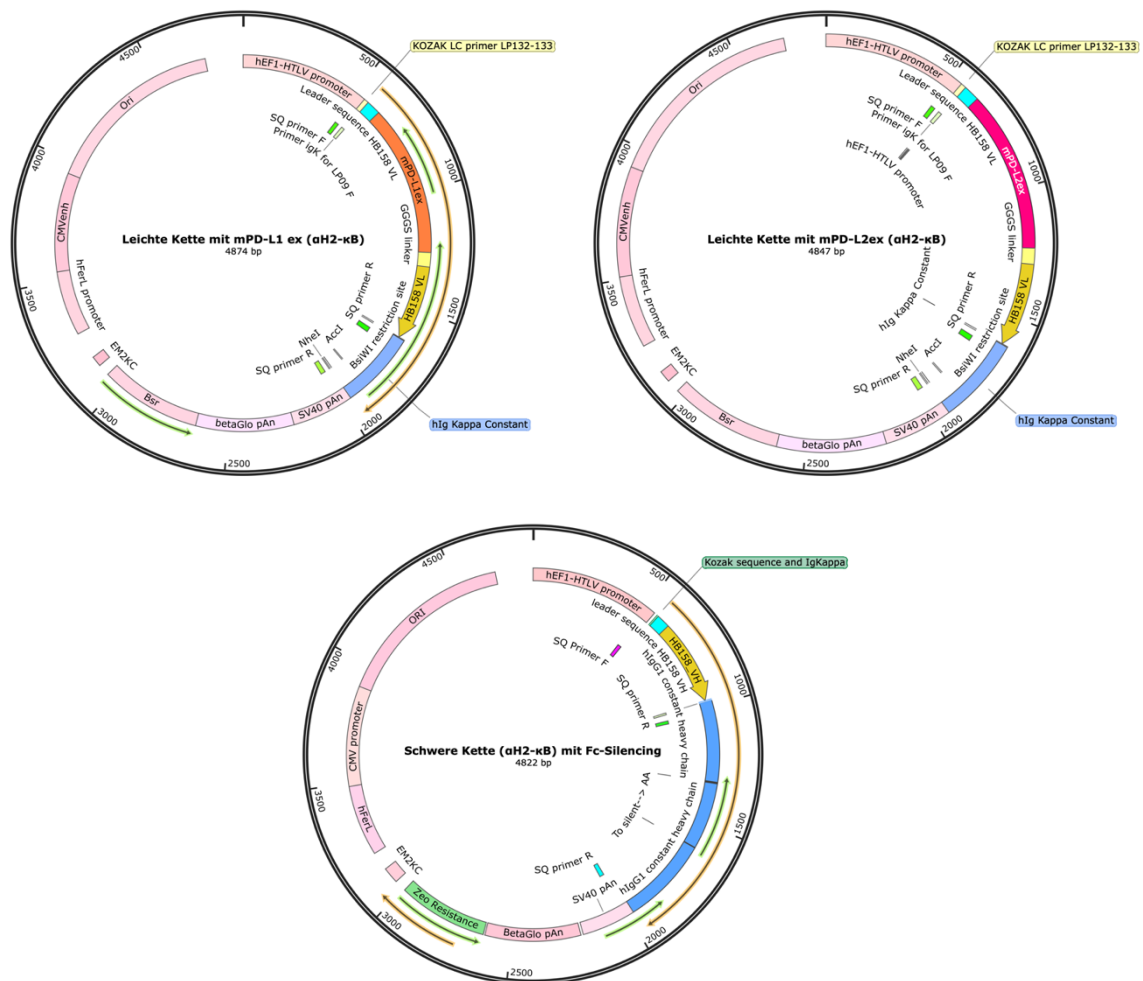 KOZAK LC primer LP132-133
hEF1-HTLV promoter
Leader sequence HB158 VL
SQ primer F
Primer igK for LP09 F
mPD-L1ex
GGGS linker
HB158 VL
BsiWI restriction site
SQ primer R
AccI
NheI
SQ primer R
hIg Kappa Constant
SV40 pAn
betaGlo pAn
Bsr
EM2KC
hFerL promoter
CMVenh
Ori
Leichte Kette mit mPD-L1 ex (αH2-κB)
4874 bp
500
1000
1500
2000
2500
3000
3500
4000
4500
KOZAK LC primer LP132-133
hEF1-HTLV promoter
Leader sequence HB158 VL
SQ primer F
Primer igK for LP09 F
hEF1-HTLV promoter
mPD-L2ex
GGGS linker
HB158 VL
BsiWI restriction site
hIg Kappa Constant
SQ primer R
AccI
NheI
SQ primer R
hIg Kappa Constant
SV40 pAn
betaGlo pAn
Bsr
EM2KC
hFerL promoter
CMVenh
Ori
Leichte Kette mit mPD-L2ex (αH2-κB)
4847 bp
500
1000
1500
2000
2500
3000
3500
4000
4500
Kozak sequence and IgKappa
hEF1-HTLV promoter
leader sequence HB158 VH
SQ Primer F
HB158_VH
hIgG1 constant heavy chain
SQ primer R
To silent--> AA
hIgG1 constant heavy chain
SQ primer R
SV40 pAn
BetaGlo pAn
Zeo Resistance
EM2KC
hFerL
CMV promoter
ORI
Schwere Kette (αH2-κB) mit Fc-Silencing
4822 bp
500
1000
1500
2000
2500
3000
3500
4000
4500